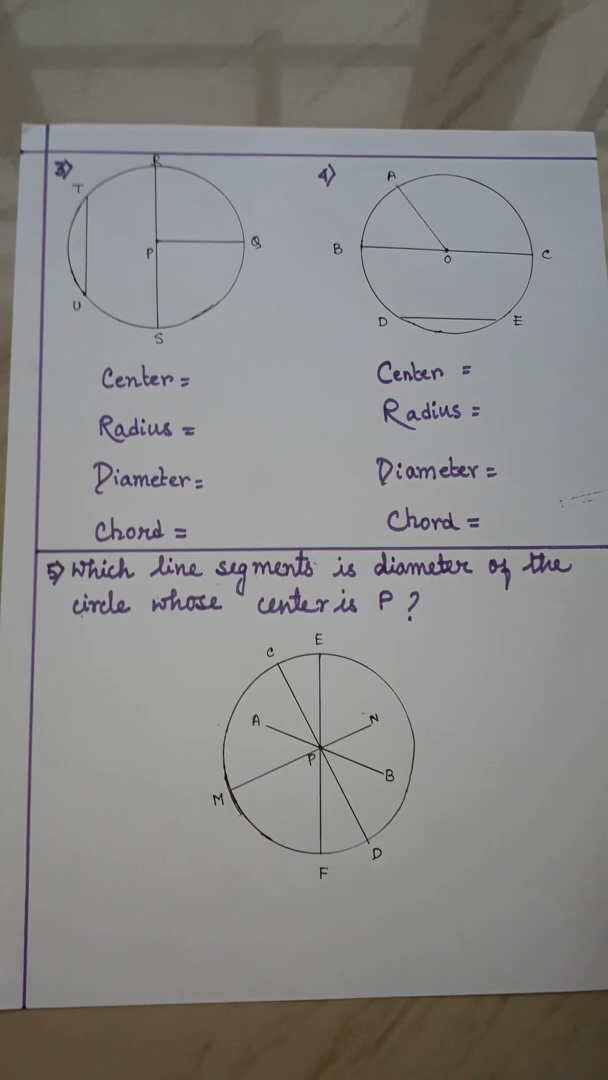 3)
R
T
P
Q
U
S
Center =
Radius =
Diameter =
Chord =
4)
A
B
O
C
D
E
Center =
Radius =
Diameter =
Chord =
5) Which line segments is diameter of the
circle whose center is P ?
E
C
A
N
P
B
M
D
F